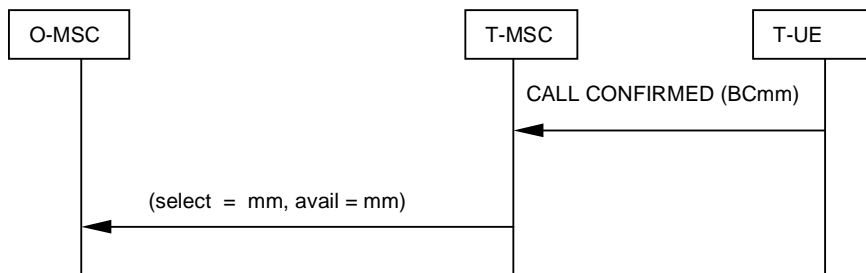 O-MSC T-MSC T-UE
CALL CONFIRMED (BCmm)
(select = mm, avail = mm)